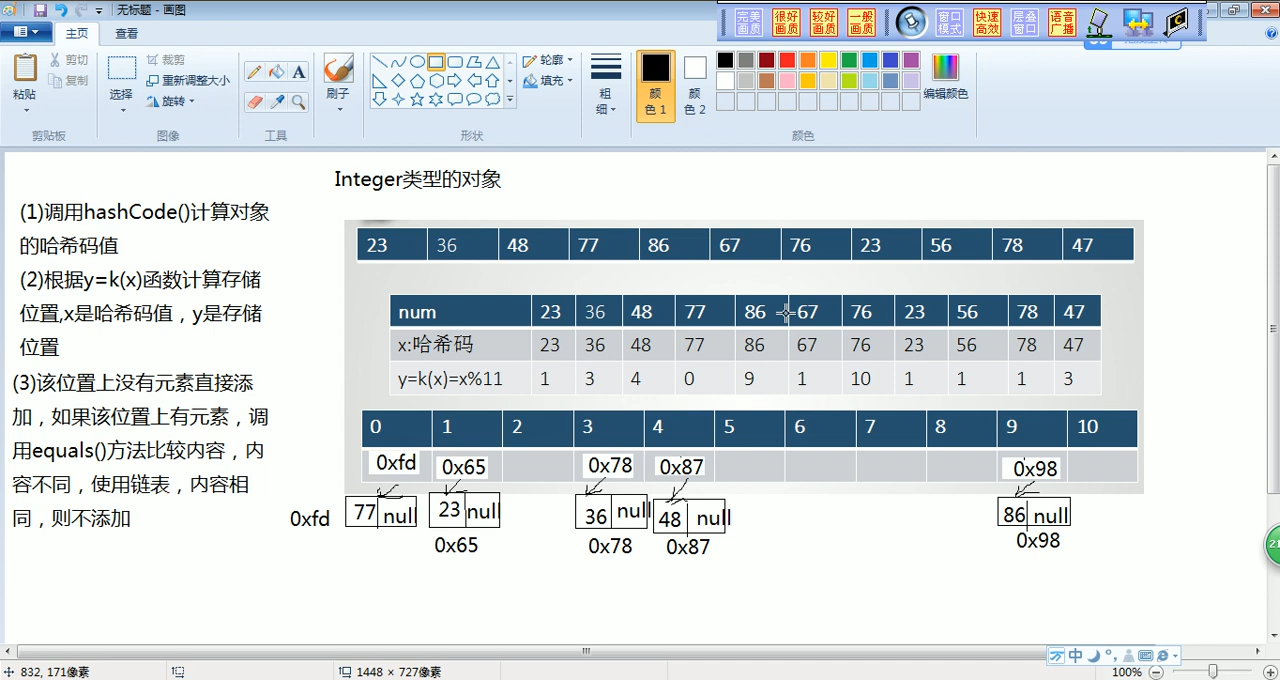 无标题 - 画图
完美画质 很好画质 较好画质 一般画质 窗口模式 快速高效 层叠窗口 语音广播
主页 查看
粘贴 剪切 复制 选择 裁剪 重新调整大小 旋转 刷子 轮廓 填充 粗细 颜色 1 颜色 2 编辑颜色
剪贴板 图像 工具 形状 颜色
Integer类型的对象
(1)调用hashCode()计算对象
的哈希码值
(2)根据y=k(x)函数计算存储
位置,x是哈希码值，y是存储
位置
(3)该位置上没有元素直接添
加，如果该位置上有元素，调
用equals()方法比较内容，内
容不同，使用链表，内容相
同，则不添加
23 36 48 77 86 67 76 23 56 78 47
num 23 36 48 77 86 67 76 23 56 78 47
x:哈希码 23 36 48 77 86 67 76 23 56 78 47
y=k(x)=x%11 1 3 4 0 9 1 10 1 1 1 3
0 1 2 3 4 5 6 7 8 9 10
0xfd 0x65 0x78 0x87 0x98
77 null 23 null 36 null 48 null 86 null
0xfd 0x65 0x78 0x87 0x98
832, 171像素 1448 × 727像素 中 100%
21